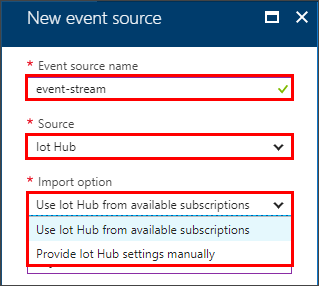 New event source
* Event source name
event-stream
* Source
Iot Hub
* Import option
Use Iot Hub from available subscriptions
Use Iot Hub from available subscriptions
Provide Iot Hub settings manually